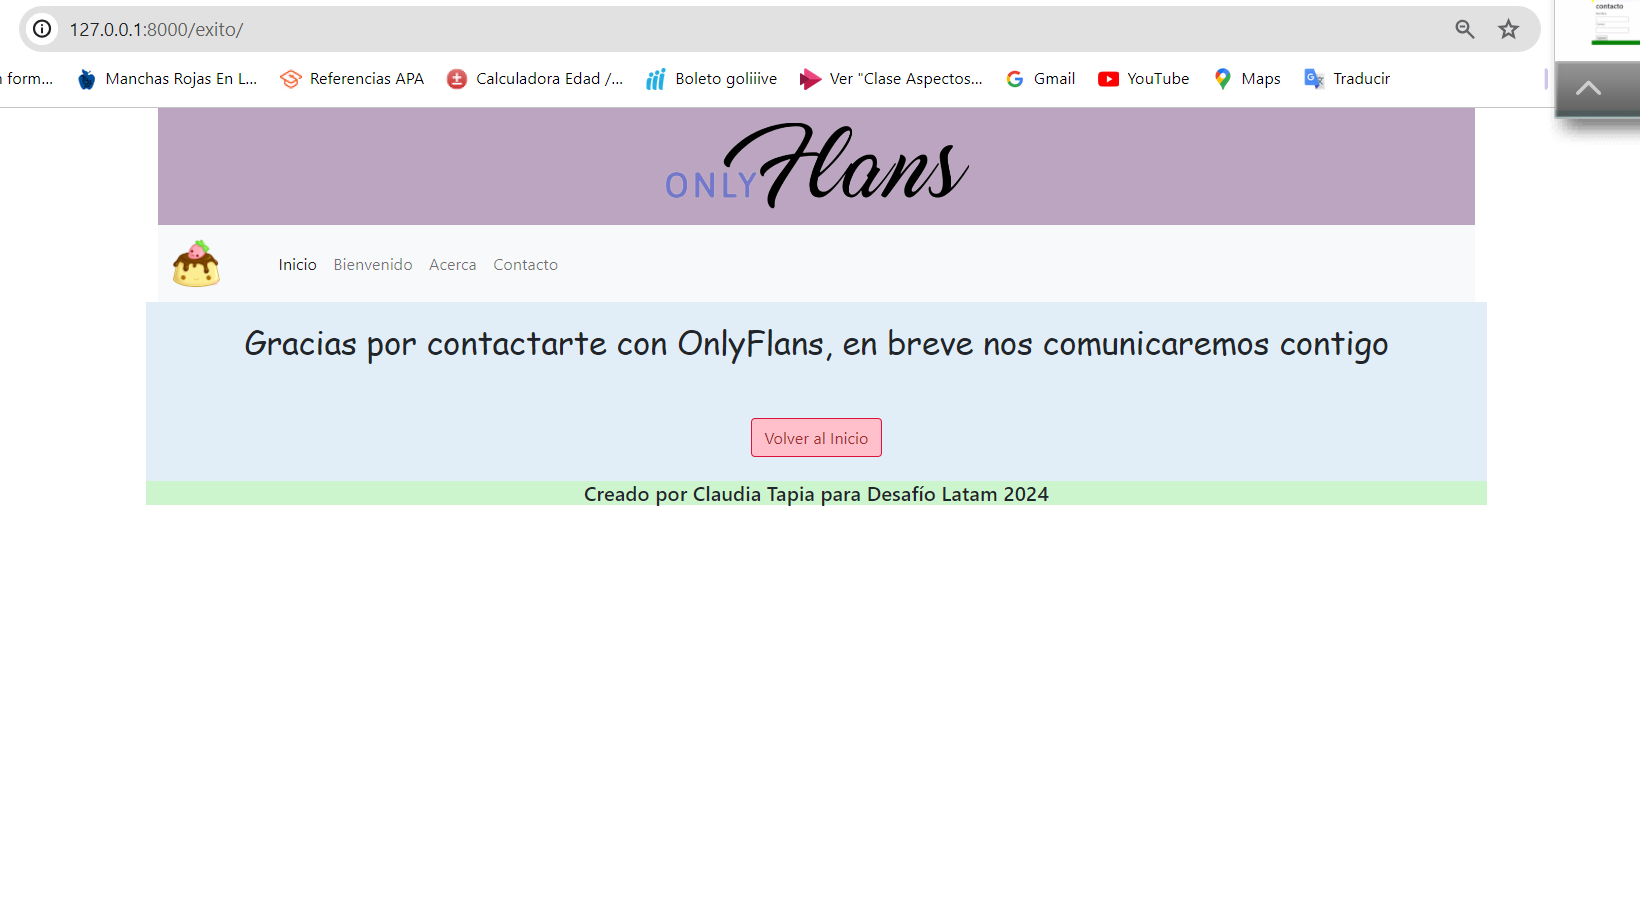 127.0.0.1:8000/exito/
contacto
form... Manchas Rojas En L... Referencias APA Calculadora Edad /... Boleto goliiive Ver "Clase Aspectos... Gmail YouTube Maps Traducir
ONLY Flans
Inicio Bienvenido Acerca Contacto
Gracias por contactarte con OnlyFlans, en breve nos comunicaremos contigo
Volver al Inicio
Creado por Claudia Tapia para Desafío Latam 2024